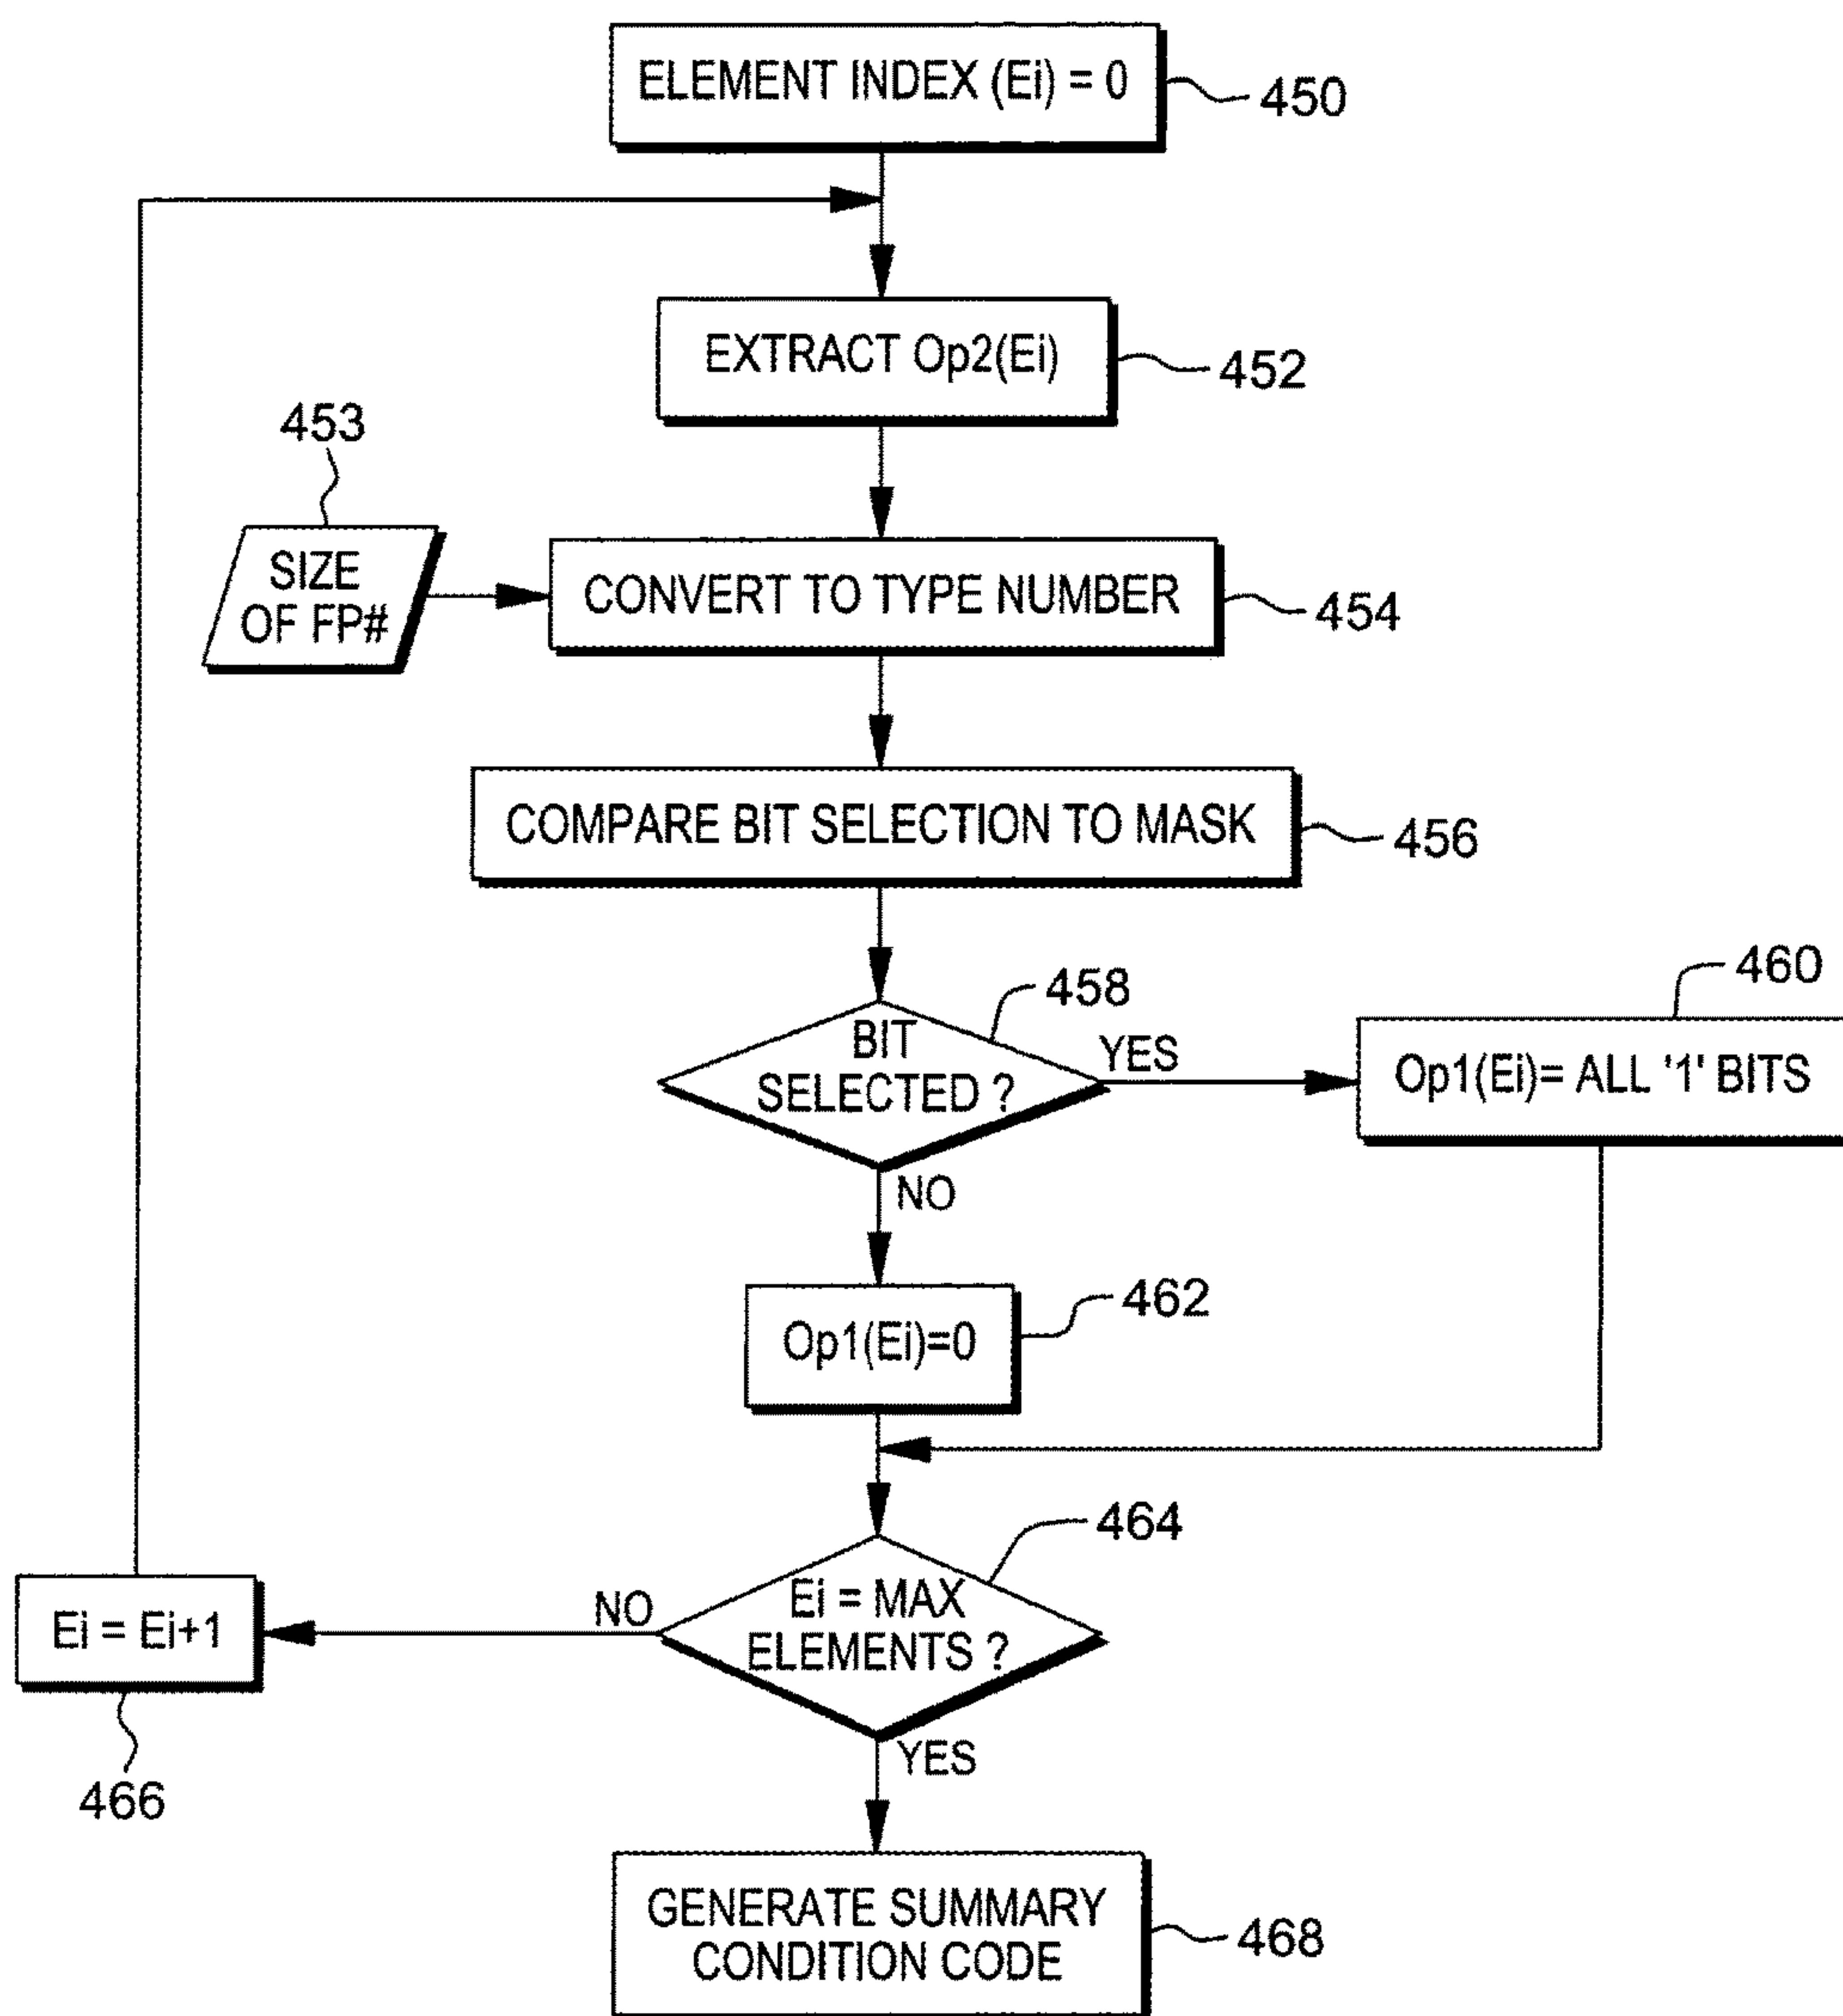 ELEMENT INDEX (Ei) = 0
450
EXTRACT Op2(Ei)
452
453
SIZE
OF FP#
CONVERT TO TYPE NUMBER
454
COMPARE BIT SELECTION TO MASK
456
458
460
BIT
SELECTED ?
YES
Op1(Ei)= ALL '1' BITS
NO
462
Op1(Ei)=0
464
Ei = MAX
ELEMENTS ?
NO
Ei = Ei+1
466
YES
GENERATE SUMMARY
CONDITION CODE
468